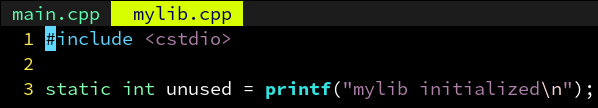 main.cpp mylib.cpp
1 #include <cstdio>
2
3 static int unused = printf("mylib initialized\n");